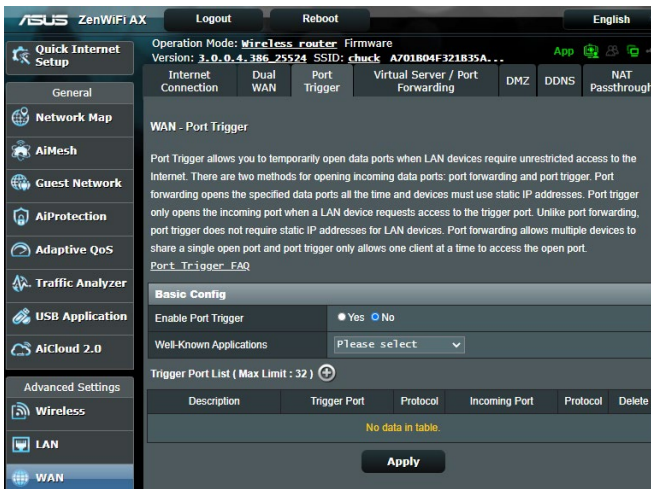 ASUS ZenWiFi AX
Logout
Reboot
English
Quick Internet
Setup
Operation Mode: Wireless router Firmware
Version: 3.0.0.4.386_25524 SSID: chuck A701B04F321B35A...
App
Internet
Connection
Dual
WAN
Port
Trigger
Virtual Server / Port
Forwarding
DMZ
DDNS
NAT
Passthrough
General
Network Map
AiMesh
Guest Network
AiProtection
Adaptive QoS
Traffic Analyzer
USB Application
AiCloud 2.0
Advanced Settings
Wireless
LAN
WAN
WAN - Port Trigger
Port Trigger allows you to temporarily open data ports when LAN devices require unrestricted access to the
Internet. There are two methods for opening incoming data ports: port forwarding and port trigger. Port
forwarding opens the specified data ports all the time and devices must use static IP addresses. Port trigger
only opens the incoming port when a LAN device requests access to the trigger port. Unlike port forwarding,
port trigger does not require static IP addresses for LAN devices. Port forwarding allows multiple devices to
share a single open port and port trigger only allows one client at a time to access the open port.
Port Trigger FAQ
Basic Config
Enable Port Trigger
Yes No
Well-Known Applications
Please select
Trigger Port List ( Max Limit : 32 )
Description Trigger Port Protocol Incoming Port Protocol Delete
No data in table.
Apply